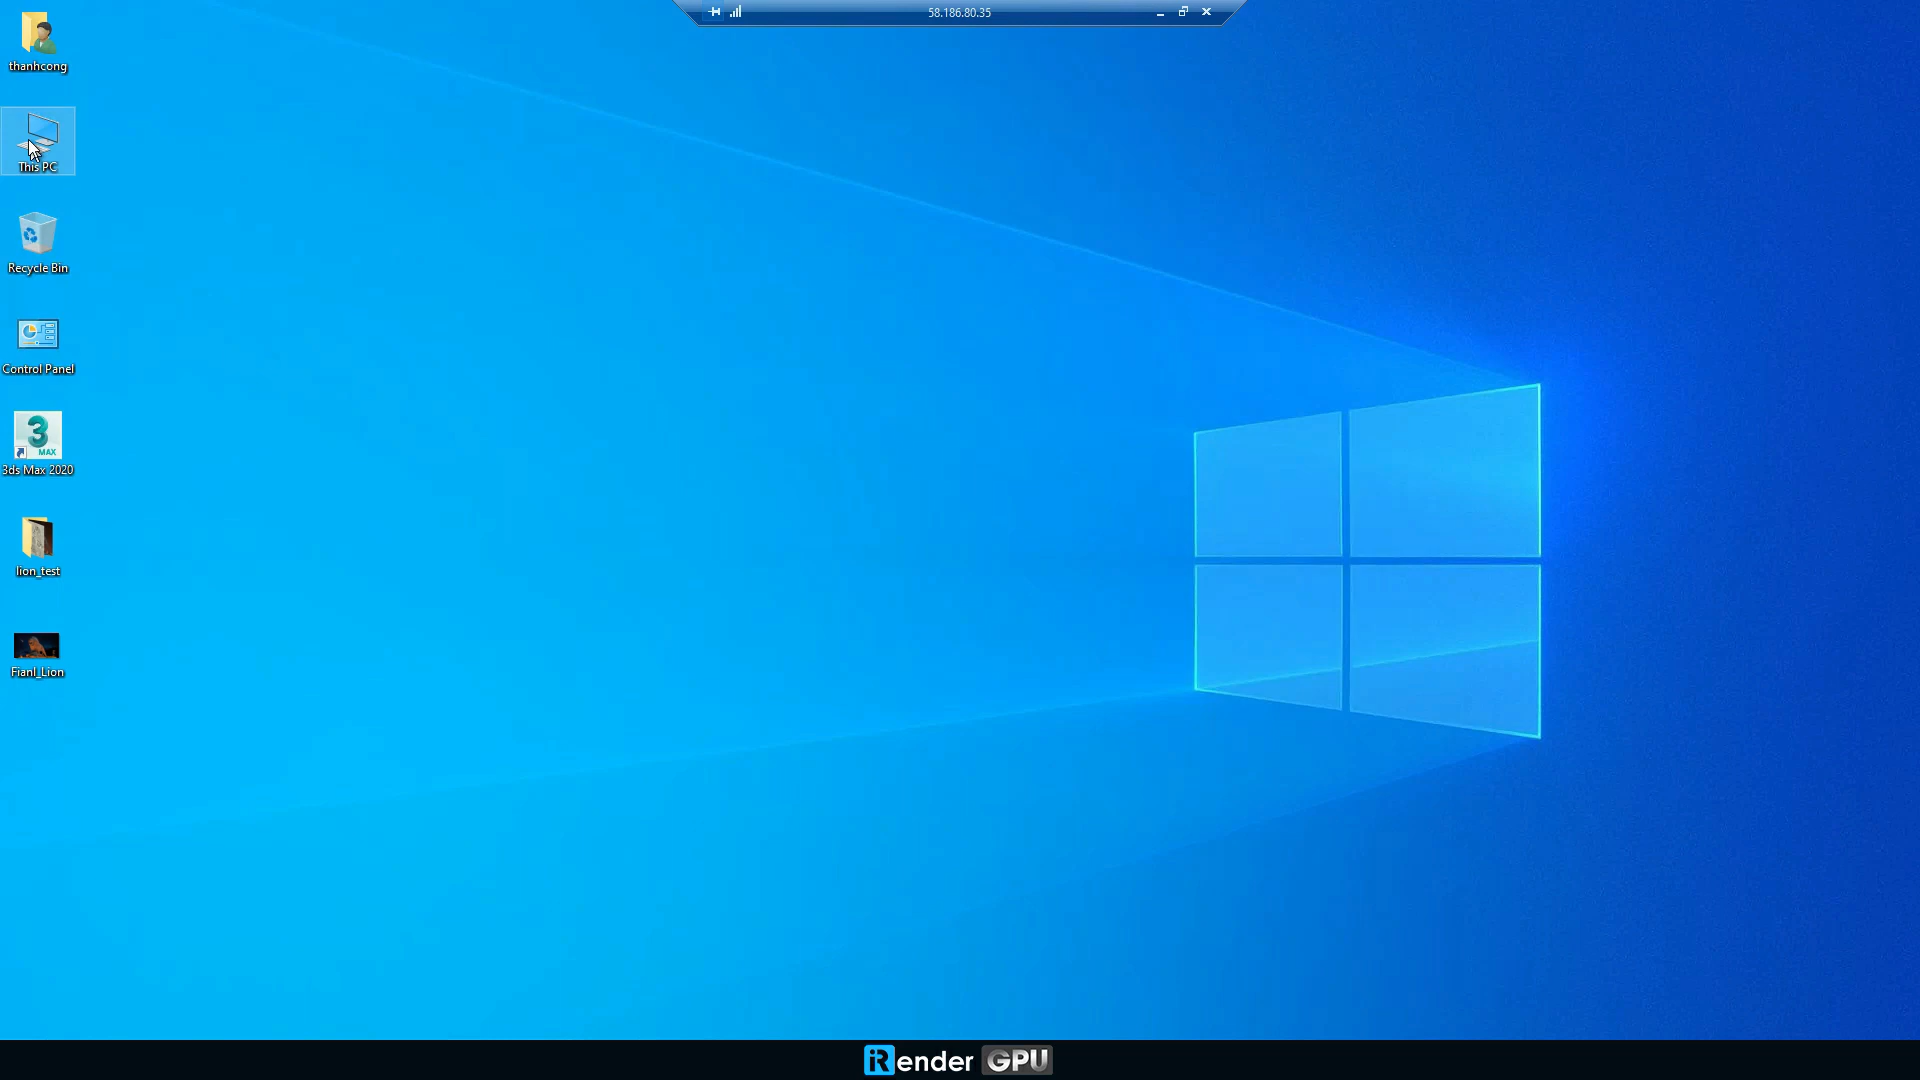 58.186.80.35
thanhcong
This PC
Recycle Bin
Control Panel
3
MAX
3ds Max 2020
lion_test
Fianl_Lion
iRender GPU